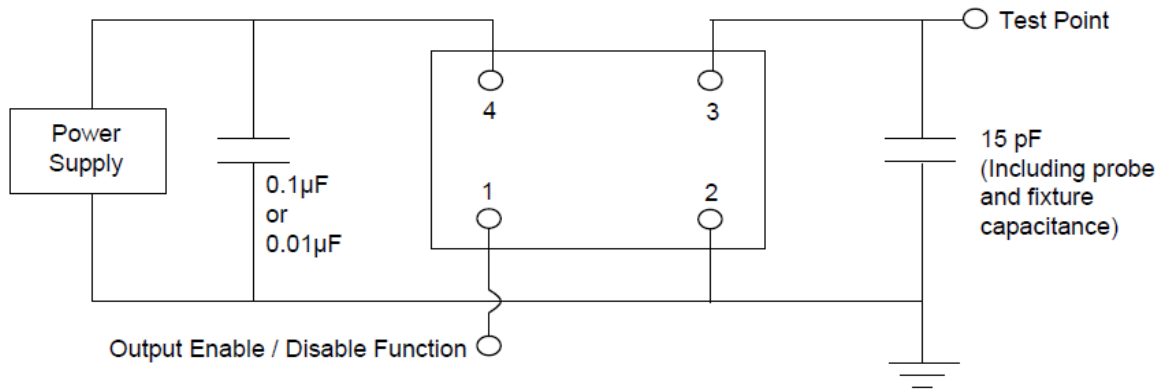 Test Point
4
3
Power
Supply
15 pF
(Including probe
and fixture
capacitance)
0.1µF
or
0.01µF
1
2
Output Enable / Disable Function